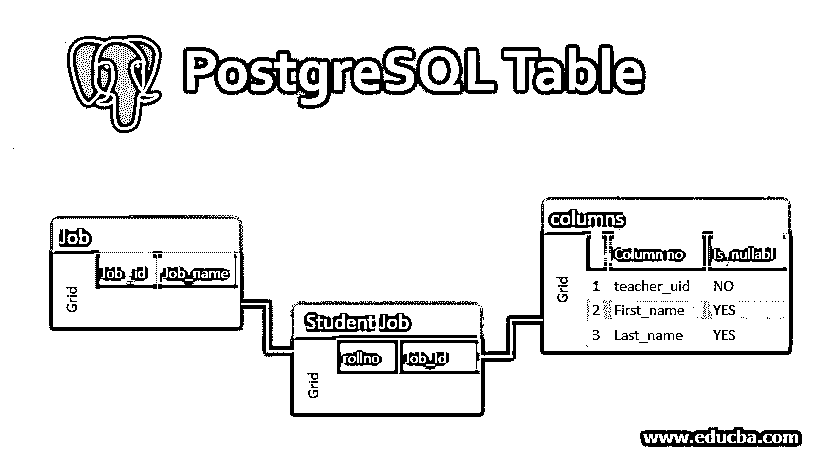 PostgreSQL Table
Job
Job_id Job_name
Grid
Student Job
rollno Job_Id
Grid
columns
Column no Is_nullabl
Grid
1 teacher_uid NO
2 First_name YES
3 Last_name YES
www.educba.com